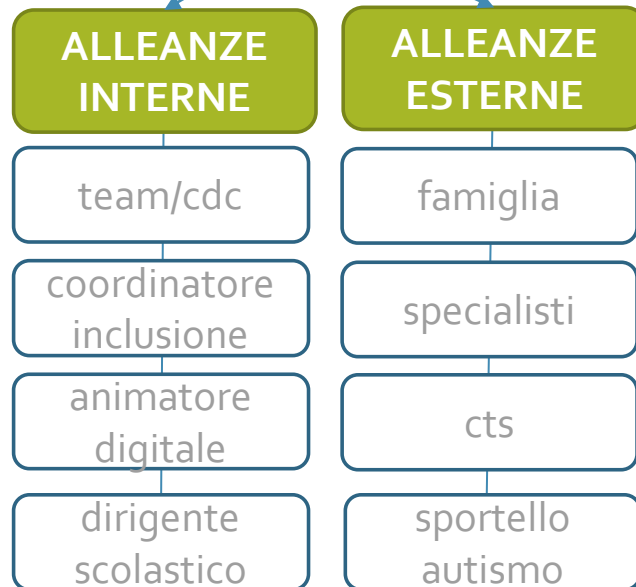 ALLEANZE
INTERNE
team/cdc
coordinatore
inclusione
animatore
digitale
dirigente
scolastico
ALLEANZE
ESTERNE
famiglia
specialisti
cts
sportello
autismo